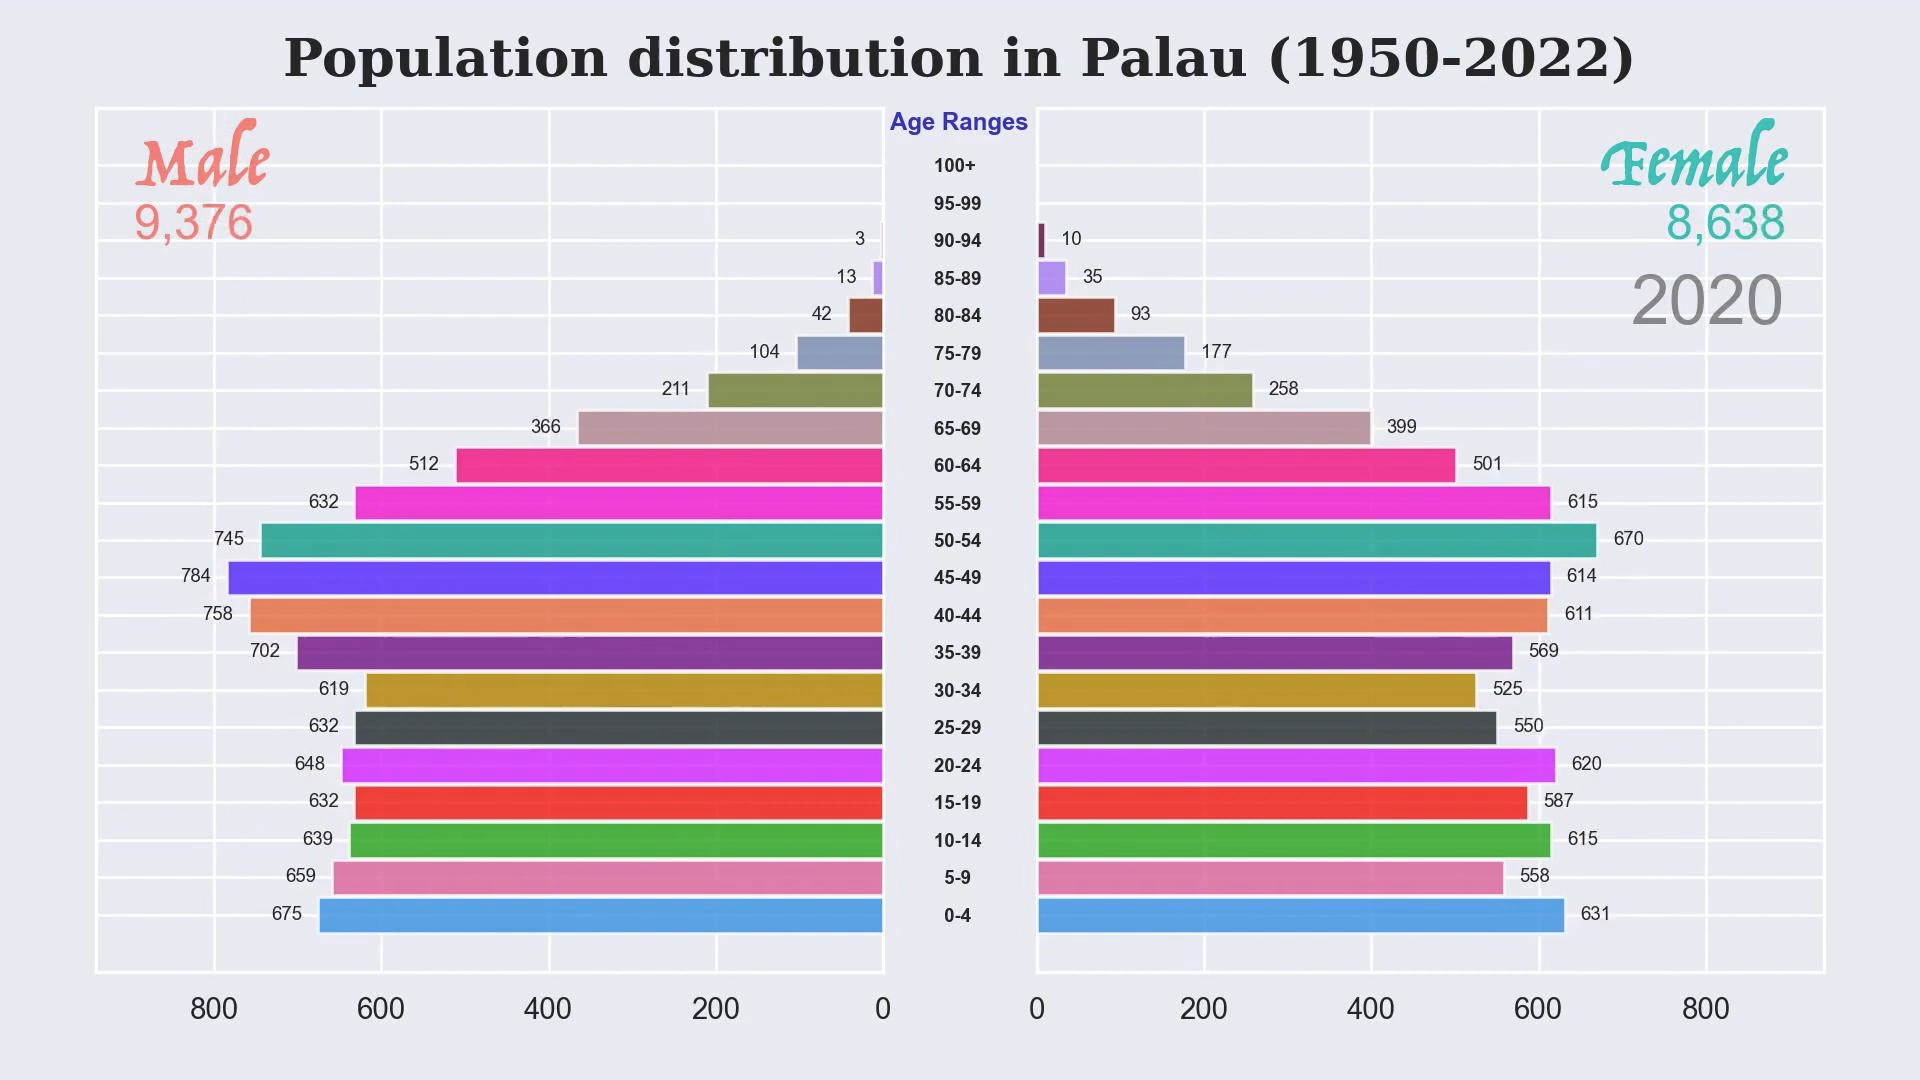 Population distribution in Palau (1950-2022)
Male
9,376
Age Ranges
Female
8,638
2020
100+
95-99
3 90-94 10
13 85-89 35
42 80-84 93
104 75-79 177
211 70-74 258
366 65-69 399
512 60-64 501
632 55-59 615
745 50-54 670
784 45-49 614
758 40-44 611
702 35-39 569
619 30-34 525
632 25-29 550
648 20-24 620
632 15-19 587
639 10-14 615
659 5-9 558
675 0-4 631
800 600 400 200 0 0 200 400 600 800